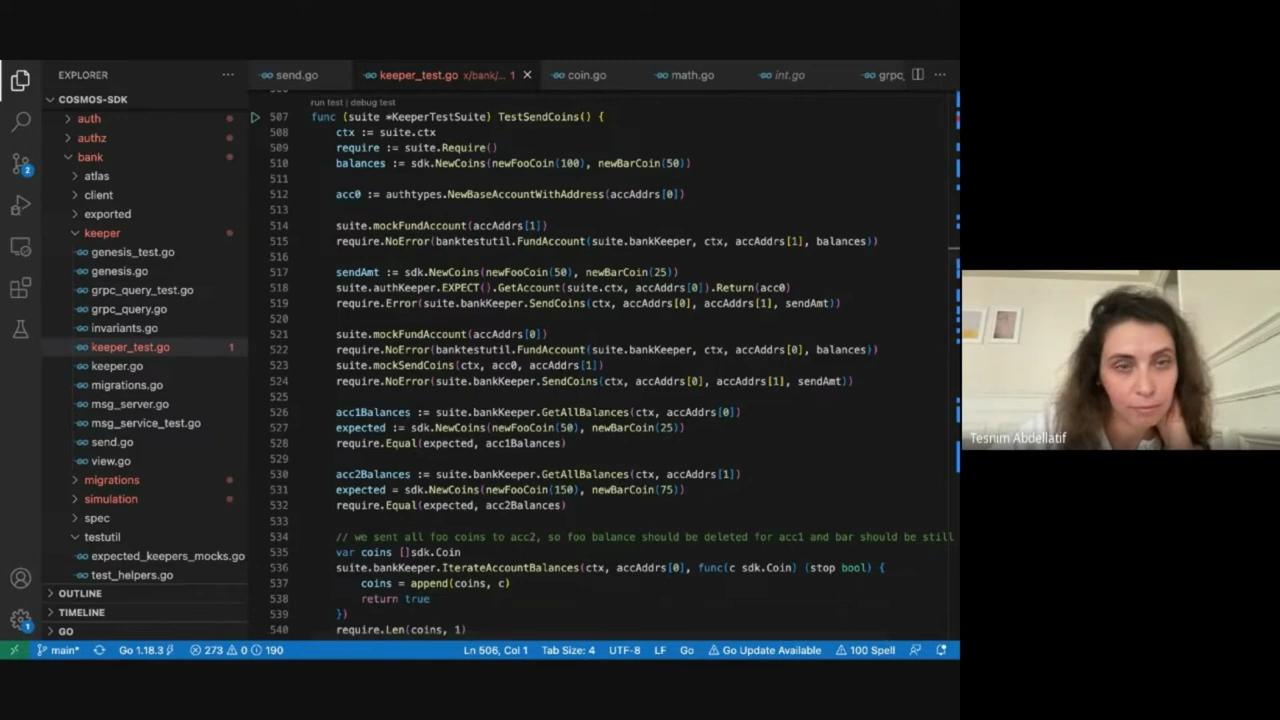 EXPLORER
COSMOS-SDK
auth
authz
bank
atlas
client
exported
keeper
genesis_test.go
genesis.go
grpc_query_test.go
grpc_query.go
invariants.go
keeper_test.go 1
keeper.go
migrations.go
msg_server.go
msg_service_test.go
send.go
view.go
migrations
simulation
spec
testutil
expected_keepers_mocks.go
test_helpers.go
OUTLINE
TIMELINE
GO
2
1
send.go
keeper_test.go x/bank/... 1
coin.go
math.go
int.go
grpc_
run test | debug test
507 func (suite *KeeperTestSuite) TestSendCoins() {
508 ctx := suite.ctx
509 require := suite.Require()
510 balances := sdk.NewCoins(newFooCoin(100), newBarCoin(50))
511
512 acc0 := authtypes.NewBaseAccountWithAddress(accAddrs[0])
513
514 suite.mockFundAccount(accAddrs[1])
515 require.NoError(banktestutil.FundAccount(suite.bankKeeper, ctx, accAddrs[1], balances))
516
517 sendAmt := sdk.NewCoins(newFooCoin(50), newBarCoin(25))
518 suite.authKeeper.EXPECT().GetAccount(suite.ctx, accAddrs[0]).Return(acc0)
519 require.Error(suite.bankKeeper.SendCoins(ctx, accAddrs[0], accAddrs[1], sendAmt))
520
521 suite.mockFundAccount(accAddrs[0])
522 require.NoError(banktestutil.FundAccount(suite.bankKeeper, ctx, accAddrs[0], balances))
523 suite.mockSendCoins(ctx, acc0, accAddrs[1])
524 require.NoError(suite.bankKeeper.SendCoins(ctx, accAddrs[0], accAddrs[1], sendAmt))
525
526 acc1Balances := suite.bankKeeper.GetAllBalances(ctx, accAddrs[0])
527 expected := sdk.NewCoins(newFooCoin(50), newBarCoin(25))
528 require.Equal(expected, acc1Balances)
529
530 acc2Balances := suite.bankKeeper.GetAllBalances(ctx, accAddrs[1])
531 expected = sdk.NewCoins(newFooCoin(150), newBarCoin(75))
532 require.Equal(expected, acc2Balances)
533
534 // we sent all foo coins to acc2, so foo balance should be deleted for acc1 and bar should be still
535 var coins []sdk.Coin
536 suite.bankKeeper.IterateAccountBalances(ctx, accAddrs[0], func(c sdk.Coin) (stop bool) {
537 coins = append(coins, c)
538 return true
539 })
540 require.Len(coins, 1)
main* Go 1.18.3 273 0 190 Ln 506, Col 1 Tab Size: 4 UTF-8 LF Go Go Update Available 100 Spell
Tesnim Abdellatif